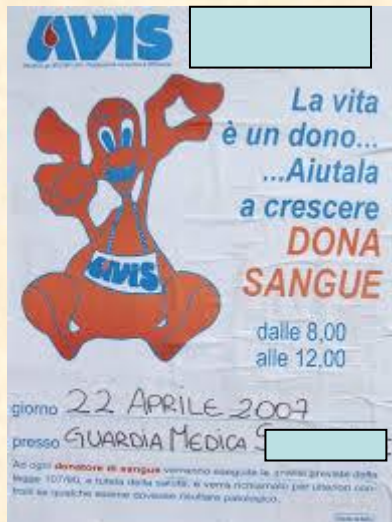 AVIS
La vita
è un dono...
...Aiutala
a crescere
DONA
SANGUE
AVIS
dalle 8,00
alle 12,00
giorno 22 APRILE 2007
presso GUARDIA MEDICA S
Ad ogni donatore di sangue verranno eseguite le analisi previste dalla
legge 107/90, a tutela della salute, e verrà richiamato per ulteriori con-
trolli se qualche esame dovesse risultare patologico.